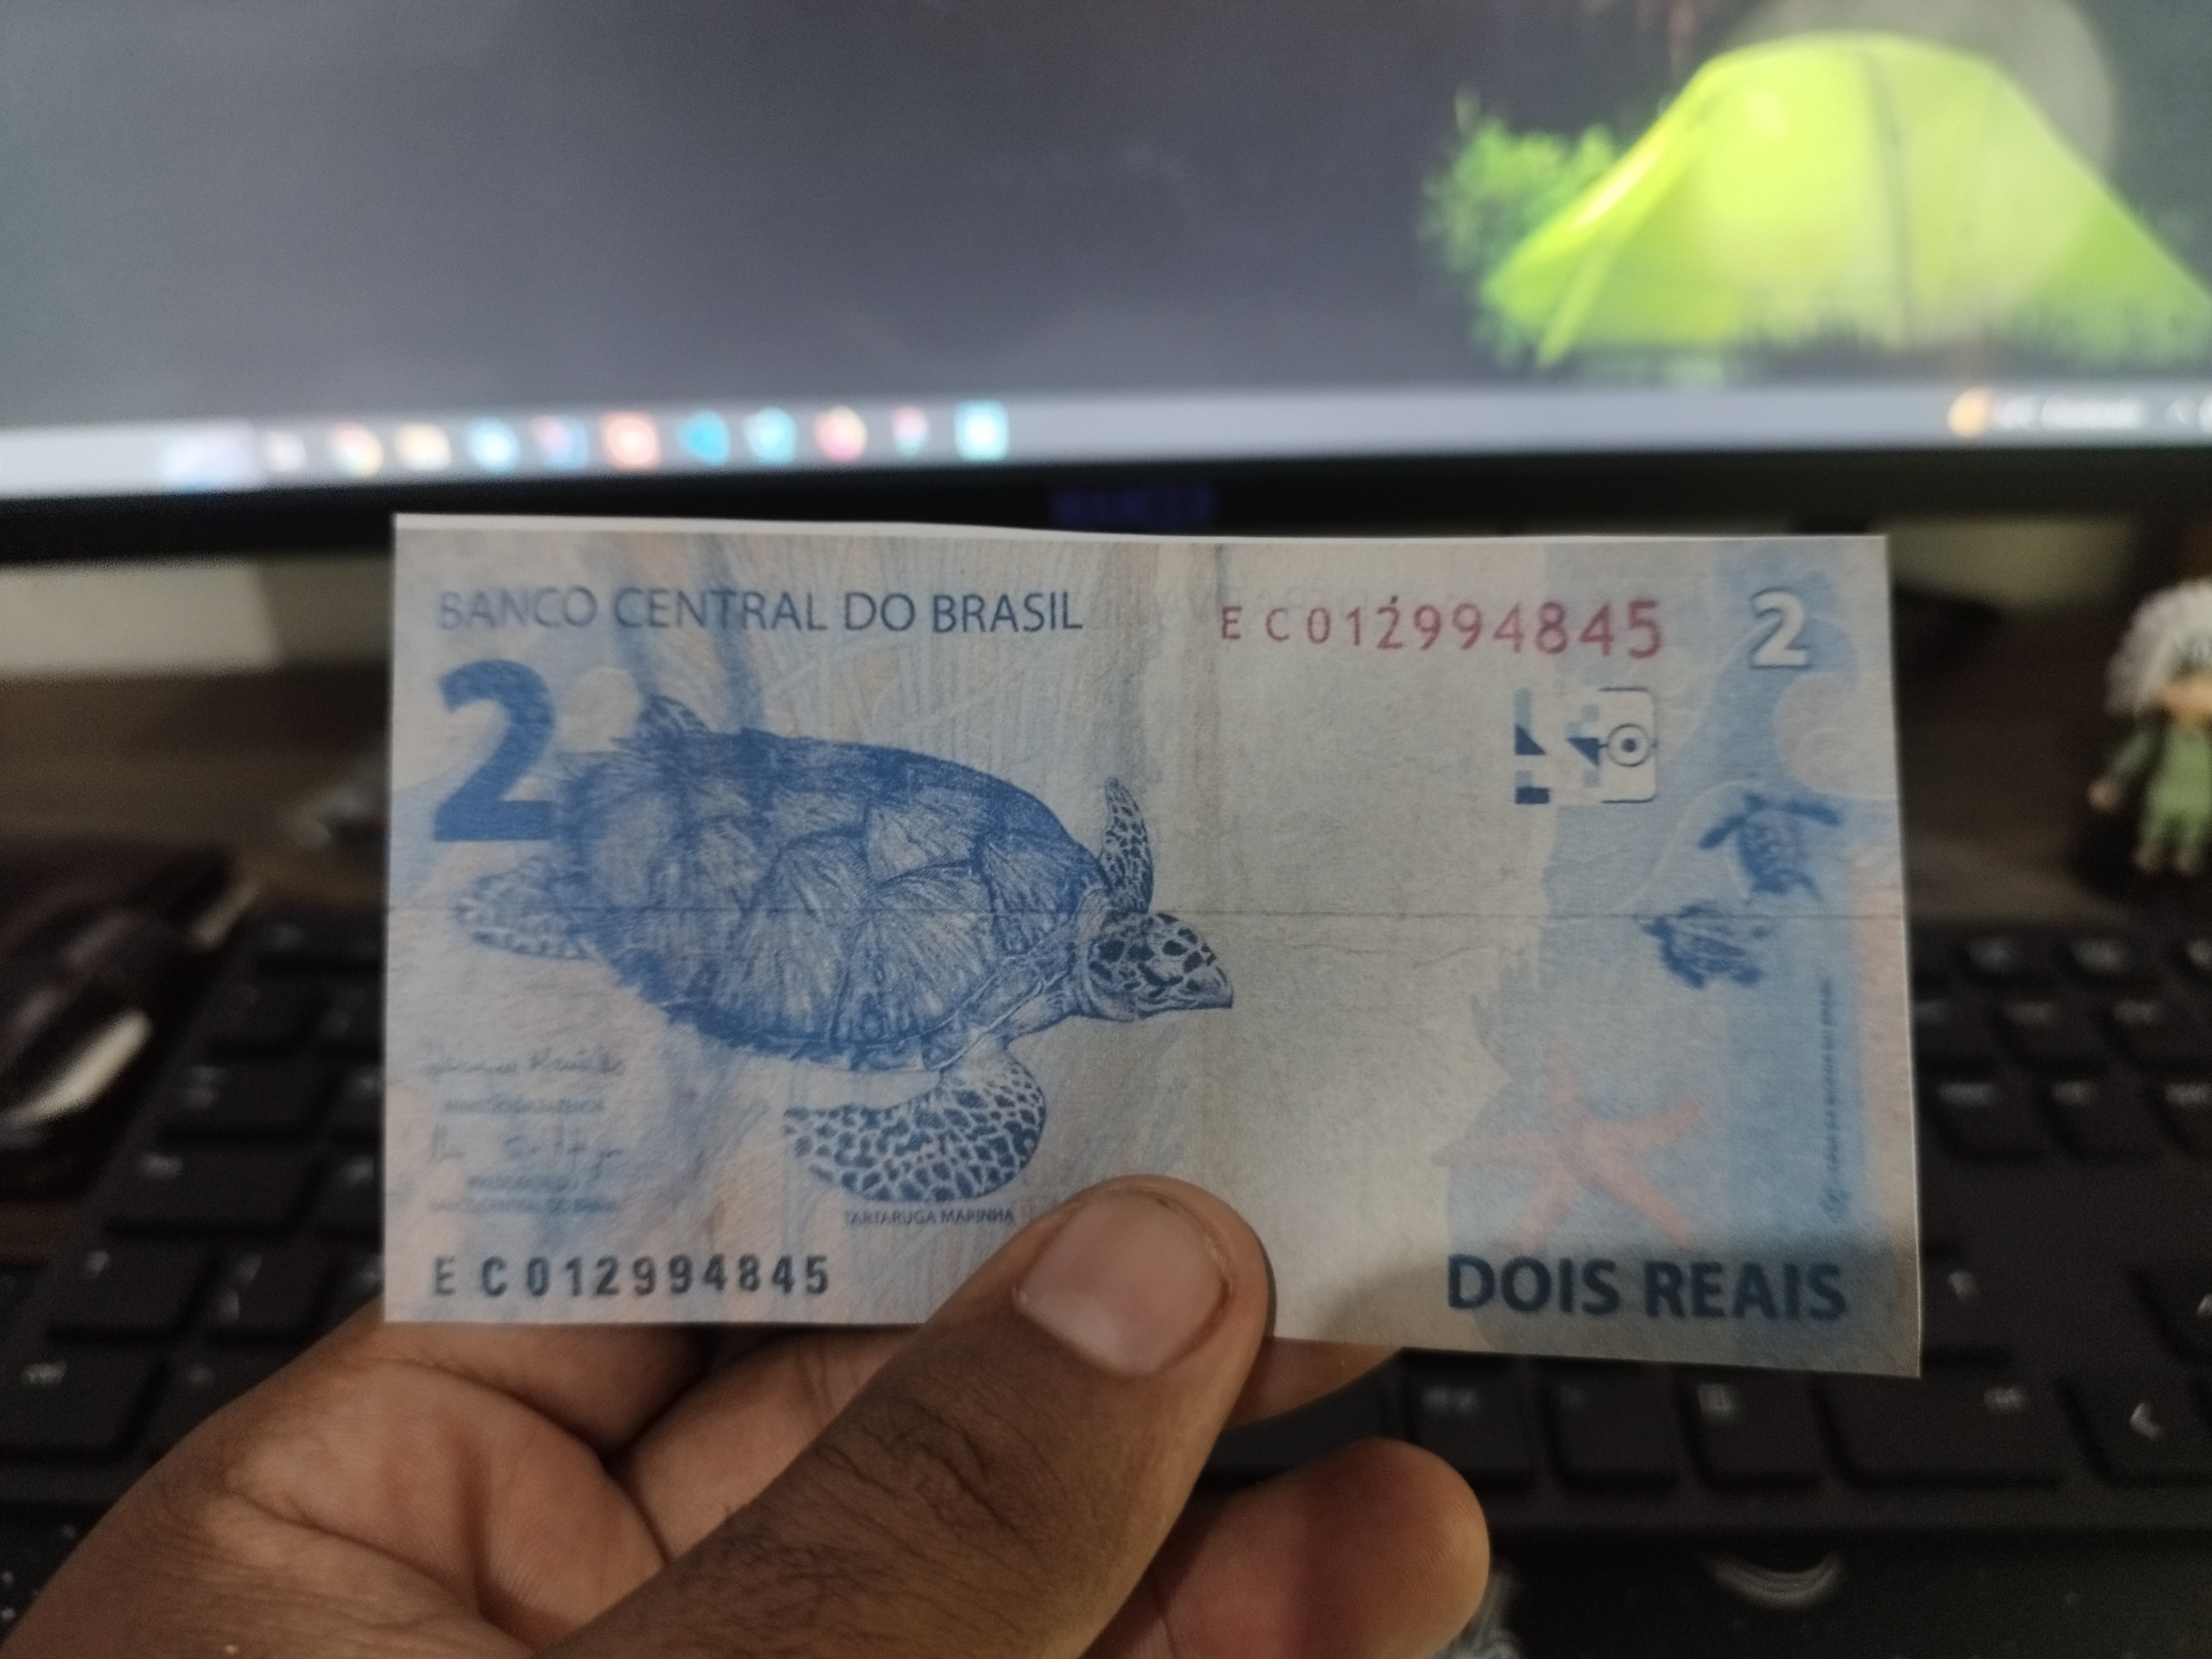 BANCO CENTRAL DO BRASIL
E C 012994845
2
2
TARTARUGA MARINHA
E C 012994845
DOIS REAIS